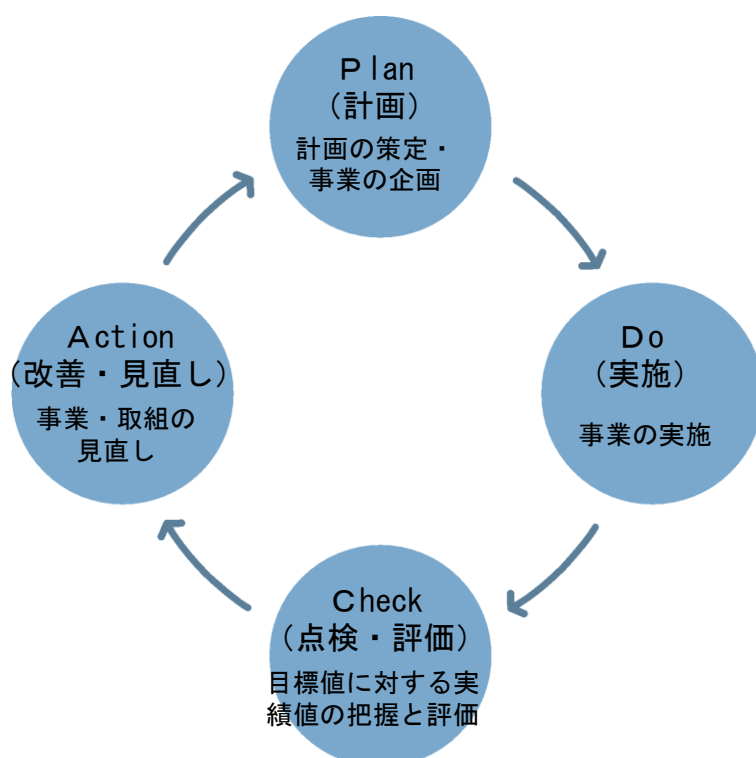 Plan
(計画)
計画の策定・
事業の企画
Do
(実施)
事業の実施
Check
(点検・評価)
目標値に対する実
績値の把握と評価
Action
(改善・見直し)
事業・取組の
見直し